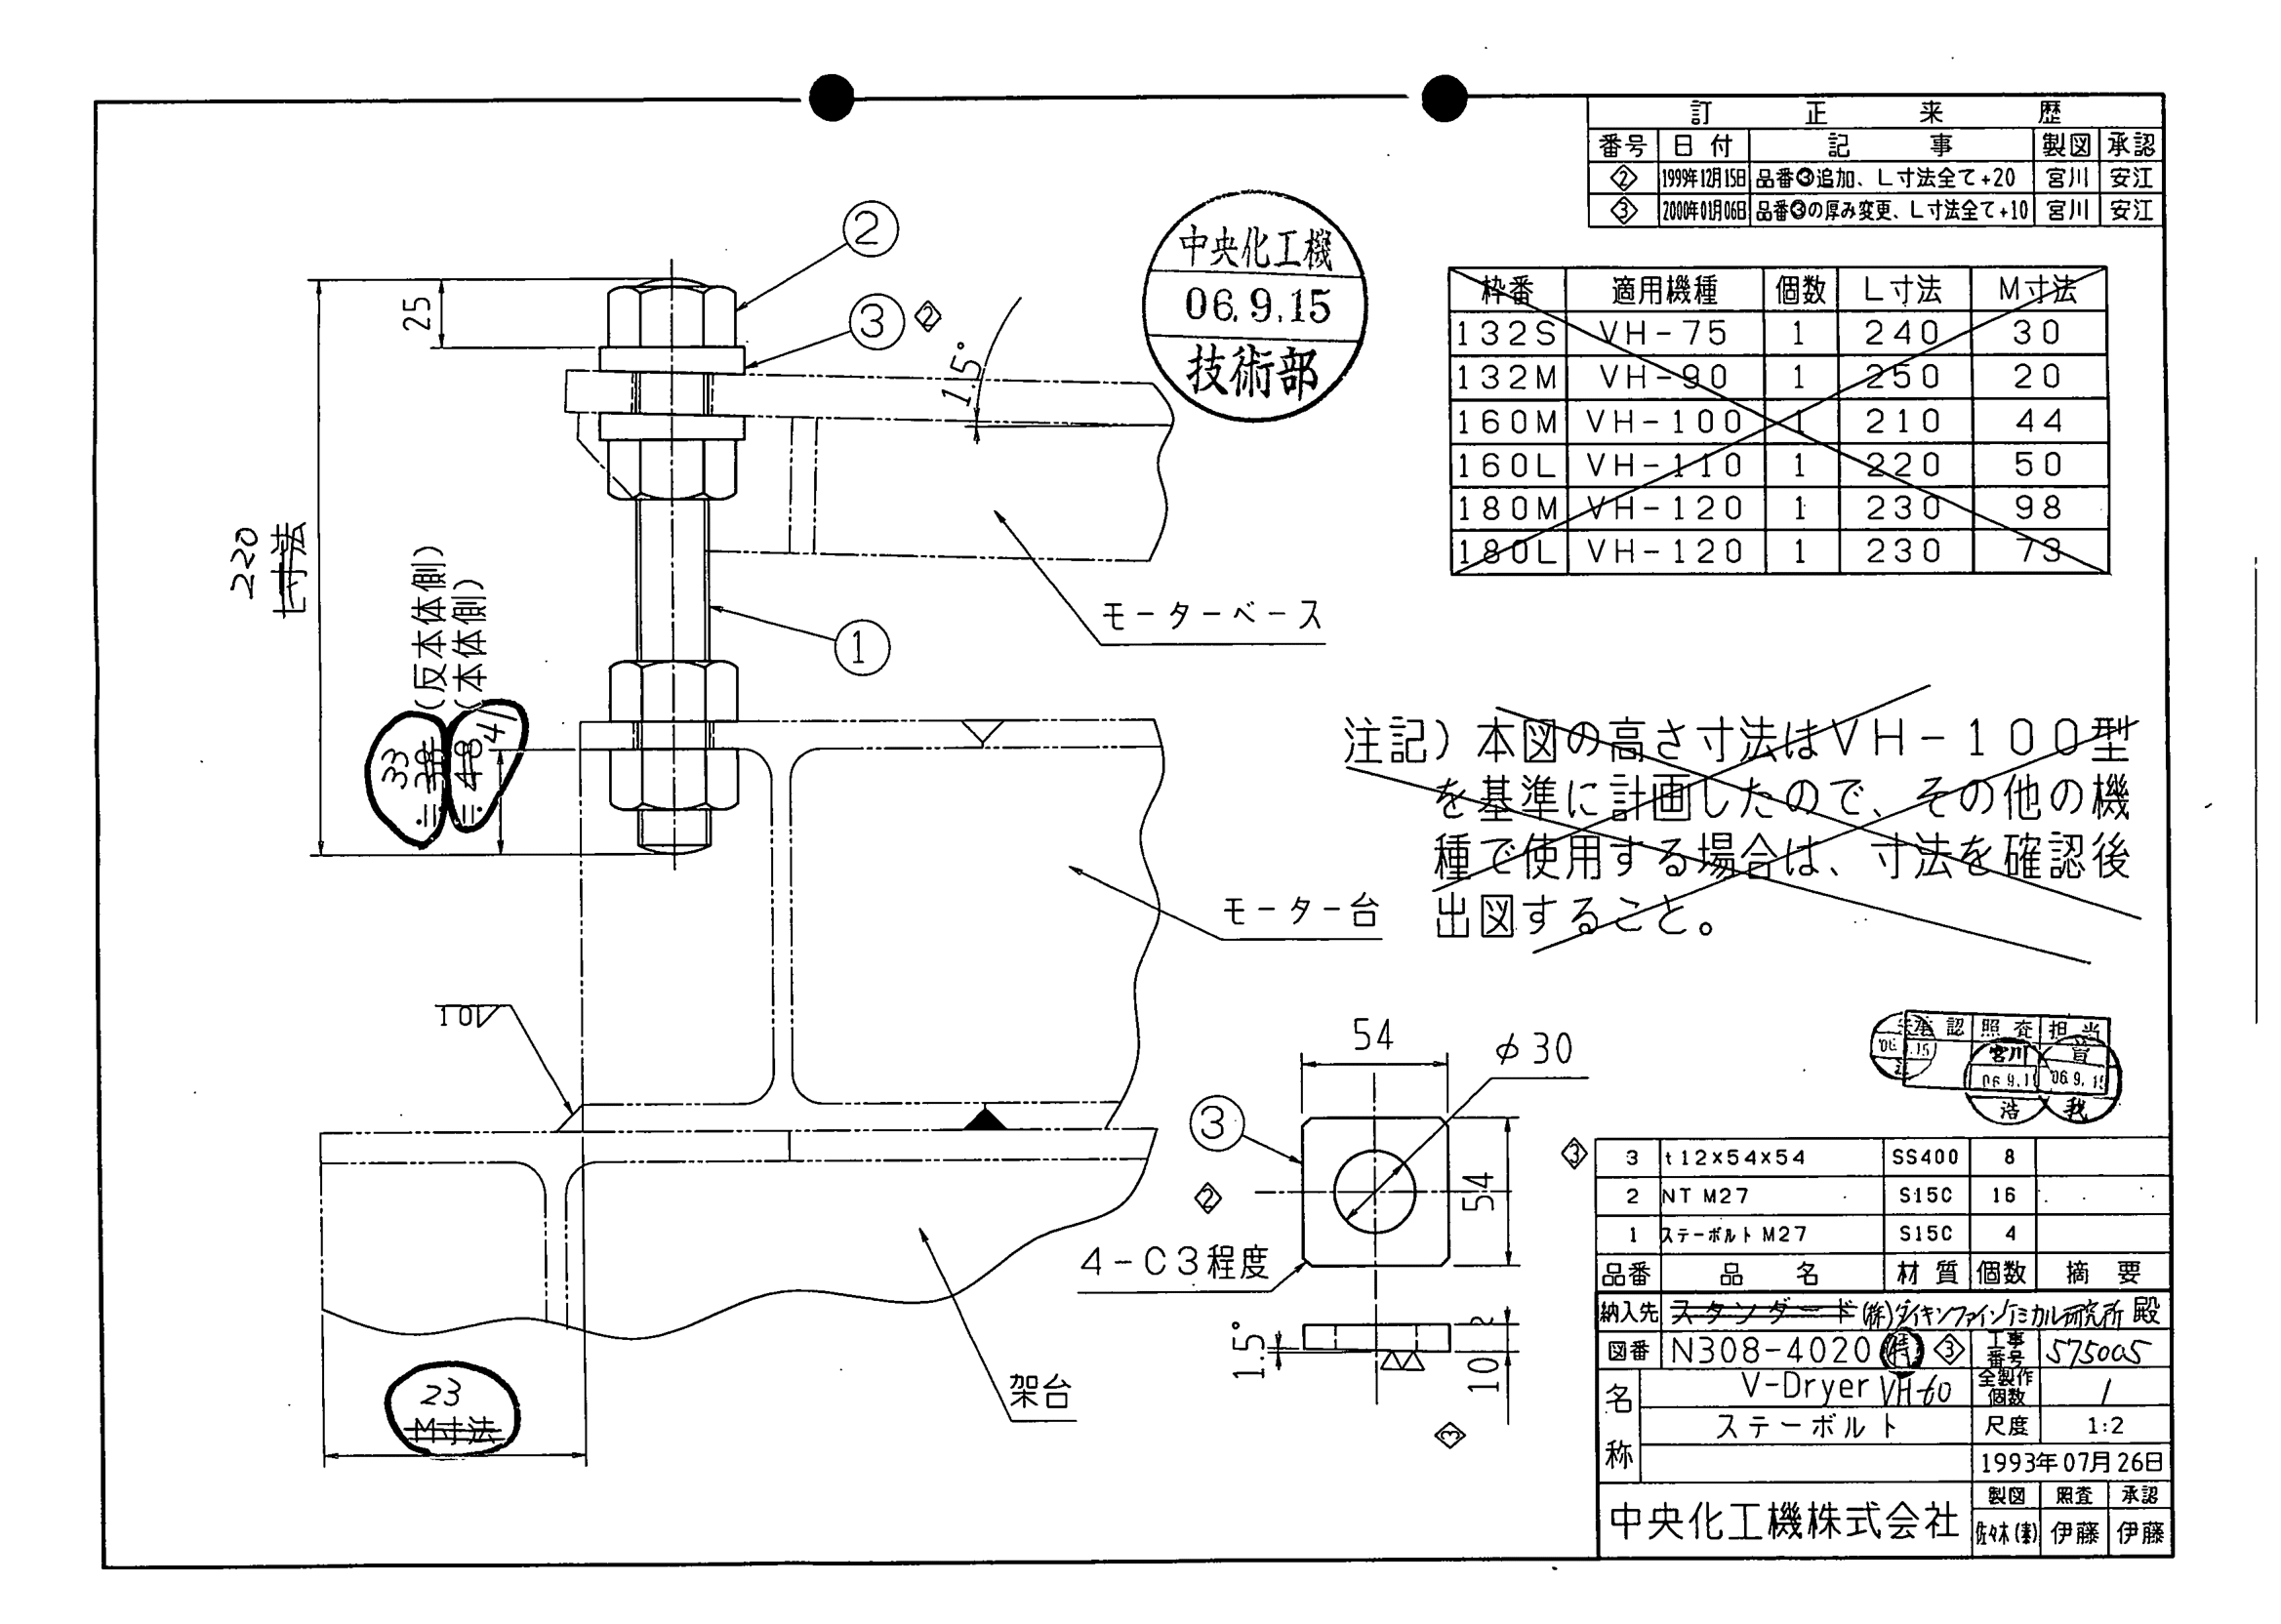 訂正来歴
番号 日付 記事 製図 承認
② 1999年12月15日 品番③追加、L寸法全て+20 宮川 安江
③ 2000年01月06日 品番③の厚み変更、L寸法全て+10 宮川 安江
中央化工機
06.9.15
技術部
枠番 適用機種 個数 L寸法 M寸法
132S VH-75 1 240 30
132M VH-90 1 250 20
160M VH-100 1 210 44
160L VH-110 1 220 50
180M VH-120 1 230 98
180L VH-120 1 230 73
②
③ ②
25
1.5°
220
L寸法
(反本体側)
(本体側)
33
≒38
≒48
41
①
モーターベース
モーター台
注記)本図の高さ寸法はVH-100型
を基準に計画したので、その他の機
種で使用する場合は、寸法を確認後
出図すること。
10
架台
23
M寸法
54
φ30
③
②
54
4-C3程度
1.5°
2
10
③
承認 照査 担当
宮川
06.9.15
浩
③
3 t12×54×54 SS400 8
2 NT M27 S15C 16
1 ステーボルト M27 S15C 4
品番 品名 材質 個数 摘要
納入先 スタンダード (株)ダイキンファインケミカル研究所 殿
図番 N308-4020 特 ③ 工事番号 575005
名称 V-Dryer VH-60 全製作個数 1
ステーボルト 尺度 1:2
1993年07月26日
中央化工機株式会社 製図 照査 承認
佐々木 伊藤 伊藤